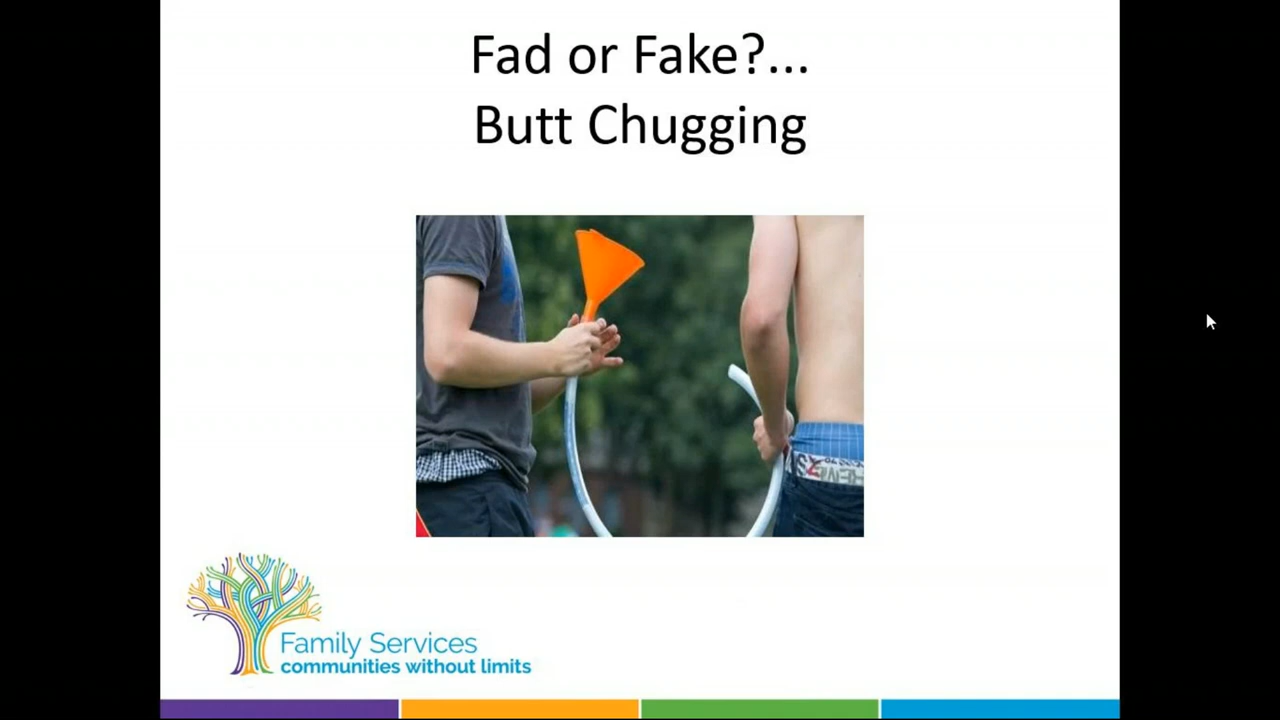 Fad or Fake?...
Butt Chugging
Family Services
communities without limits